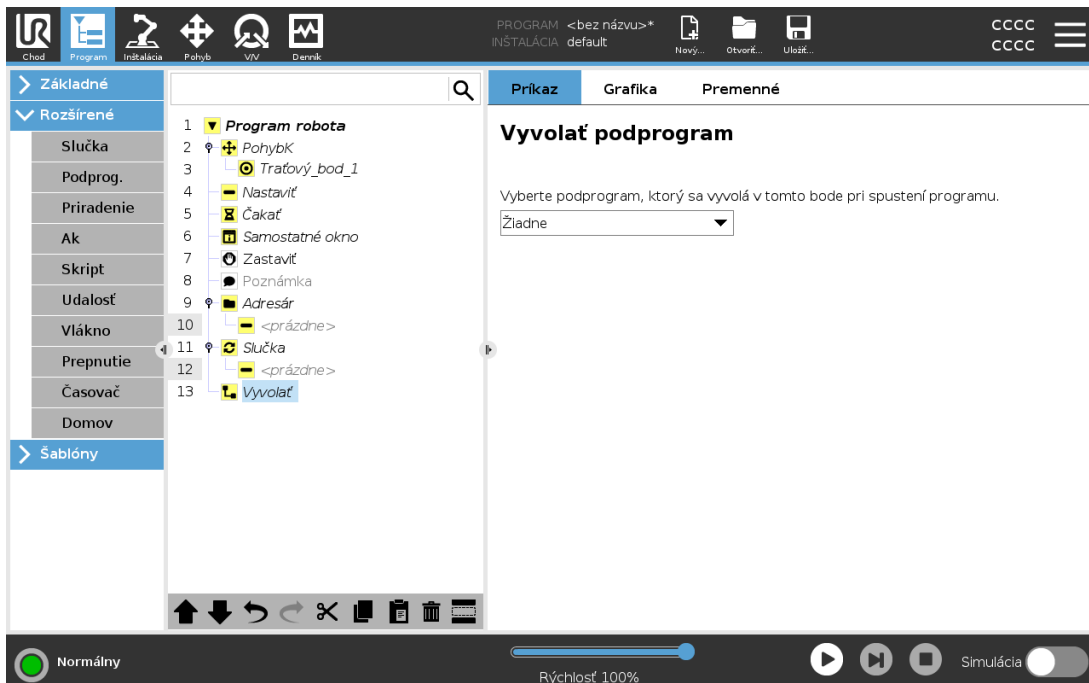 PROGRAM <bez názvu>*
INŠTALÁCIA default
CCCC
CCCC
Chod
Program
Inštalácia
Pohyb
V/V
Denník
Nový...
Otvoriť...
Uložiť...
Základné
Rozšírené
Slučka
Podprog.
Priradenie
Ak
Skript
Udalosť
Vlákno
Prepnutie
Časovač
Domov
Šablóny
1 Program robota
2 PohybK
3 Traťový_bod_1
4 Nastaviť
5 Čakať
6 Samostatné okno
7 Zastaviť
8 Poznámka
9 Adresár
10 <prázdne>
11 Slučka
12 <prázdne>
13 Vyvolať
Príkaz Grafika Premenné
Vyvolať podprogram
Vyberte podprogram, ktorý sa vyvolá v tomto bode pri spustení programu.
Žiadne
Normálny
Rýchlosť 100%
Simulácia